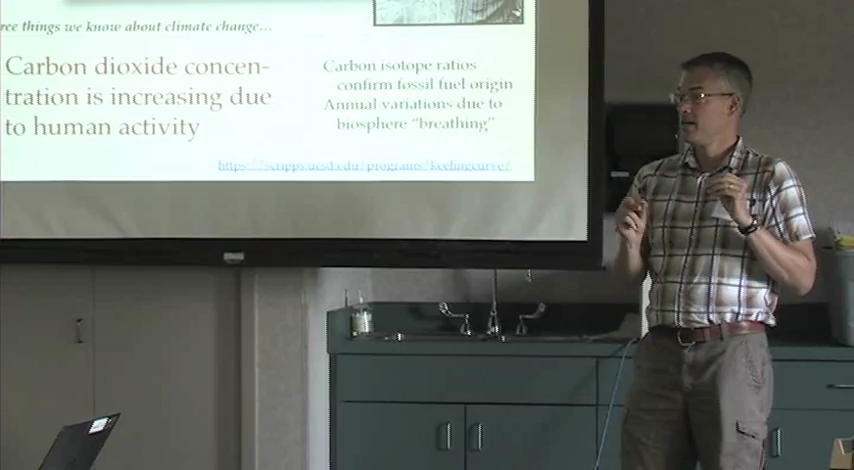 ree things we know about climate change...
Carbon dioxide concen-
tration is increasing due
to human activity
Carbon isotope ratios
confirm fossil fuel origin
Annual variations due to
biosphere "breathing"
https://scripps.ucsd.edu/programs/keelingcurve/